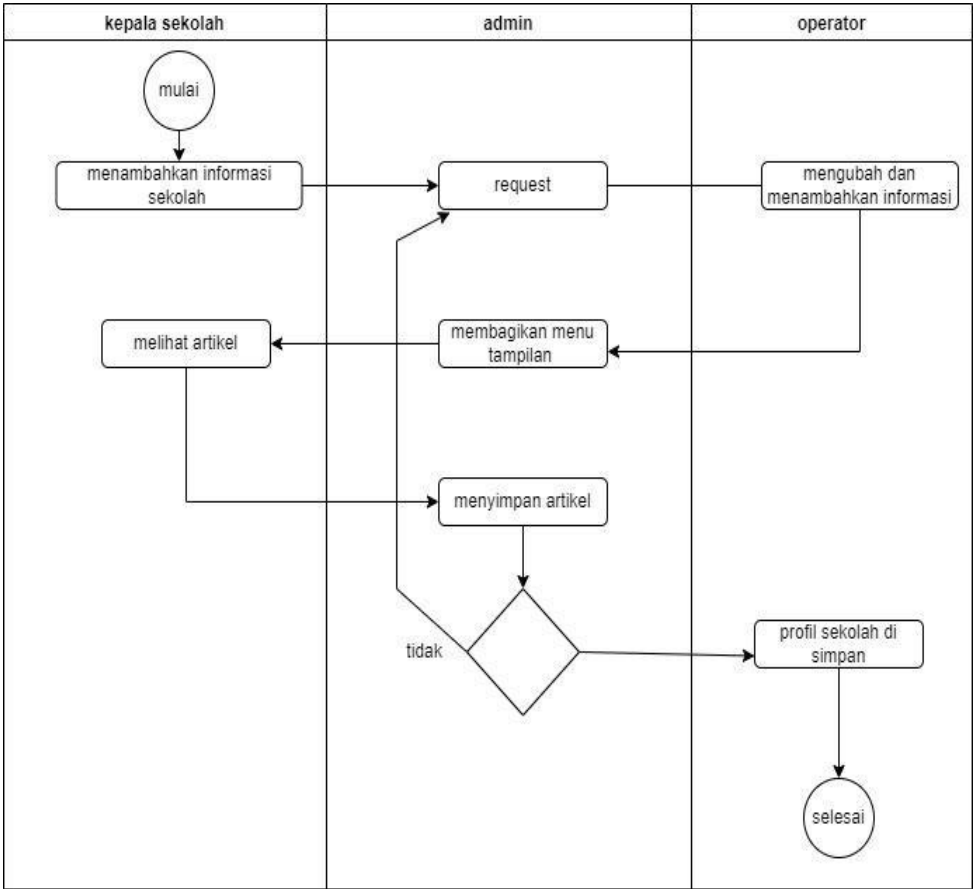 kepala sekolah
admin
operator
mulai
menambahkan informasi
sekolah
request
mengubah dan
menambahkan informasi
melihat artikel
membagikan menu
tampilan
menyimpan artikel
tidak
profil sekolah di
simpan
selesai